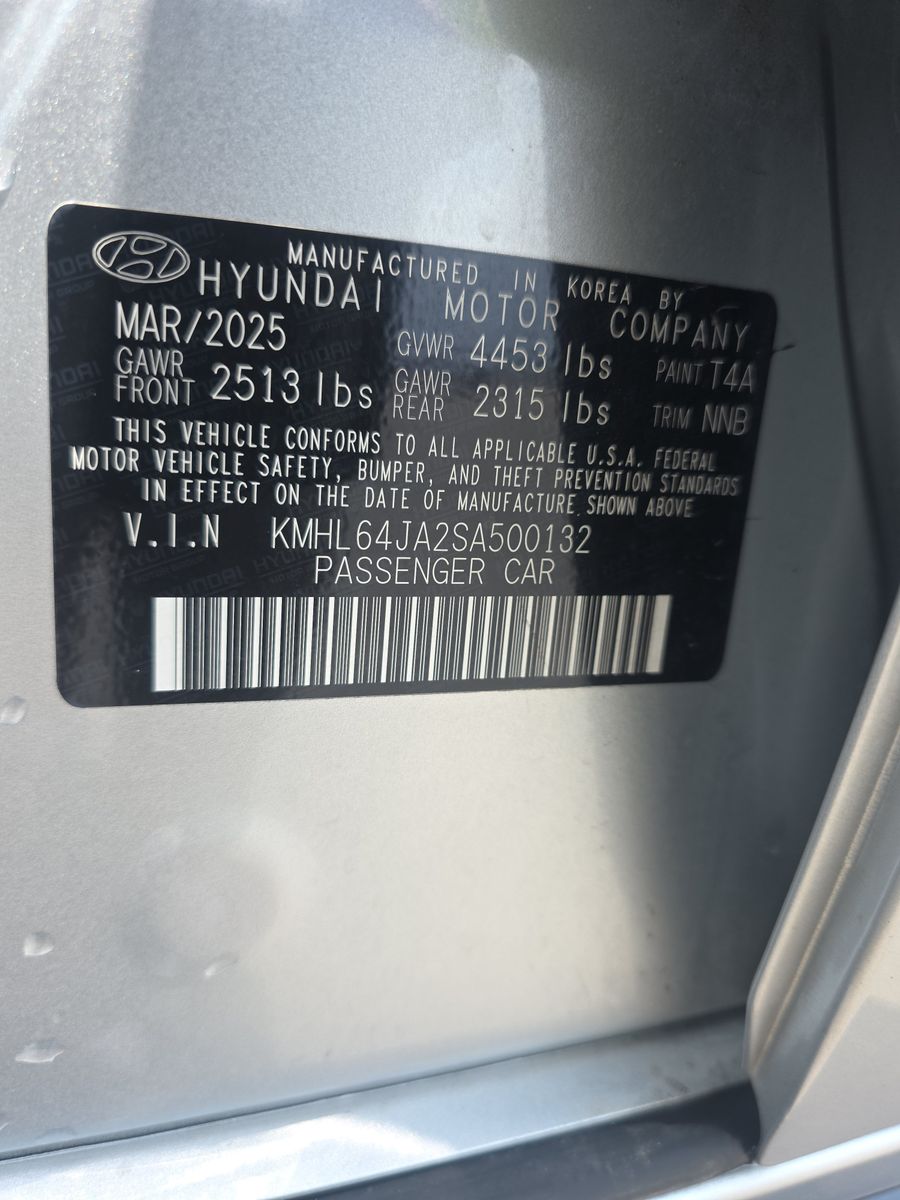 MANUFACTURED IN KOREA BY
HYUNDAI MOTOR COMPANY
MAR/2025 GVWR 4453 lbs PAINT T4A
GAWR FRONT 2513 lbs GAWR REAR 2315 lbs TRIM NNB
THIS VEHICLE CONFORMS TO ALL APPLICABLE U.S.A. FEDERAL
MOTOR VEHICLE SAFETY, BUMPER, AND THEFT PREVENTION STANDARDS
IN EFFECT ON THE DATE OF MANUFACTURE SHOWN ABOVE
V.I.N KMHL64JA2SA500132
PASSENGER CAR